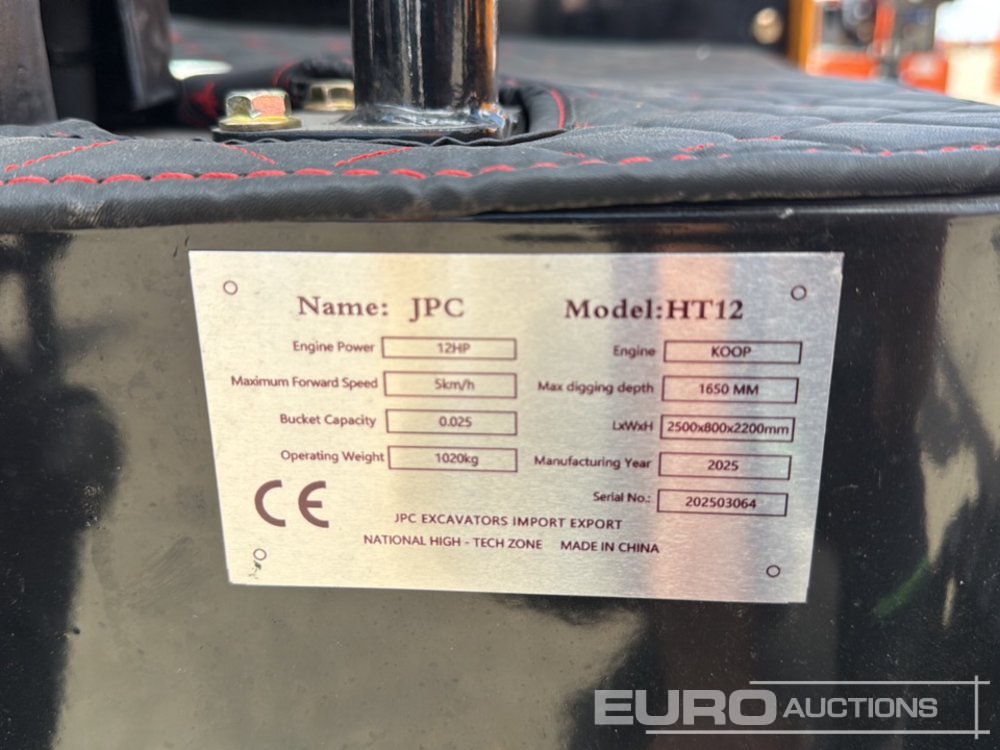 Name: JPC Model: HT12
Engine Power 12HP Engine KOOP
Maximum Forward Speed 5km/h Max digging depth 1650 MM
Bucket Capacity 0.025 LxWxH 2500x800x2200mm
Operating Weight 1020kg Manufacturing Year 2025
Serial No.: 202503064
CE
JPC EXCAVATORS IMPORT EXPORT
NATIONAL HIGH - TECH ZONE MADE IN CHINA
EURO AUCTIONS